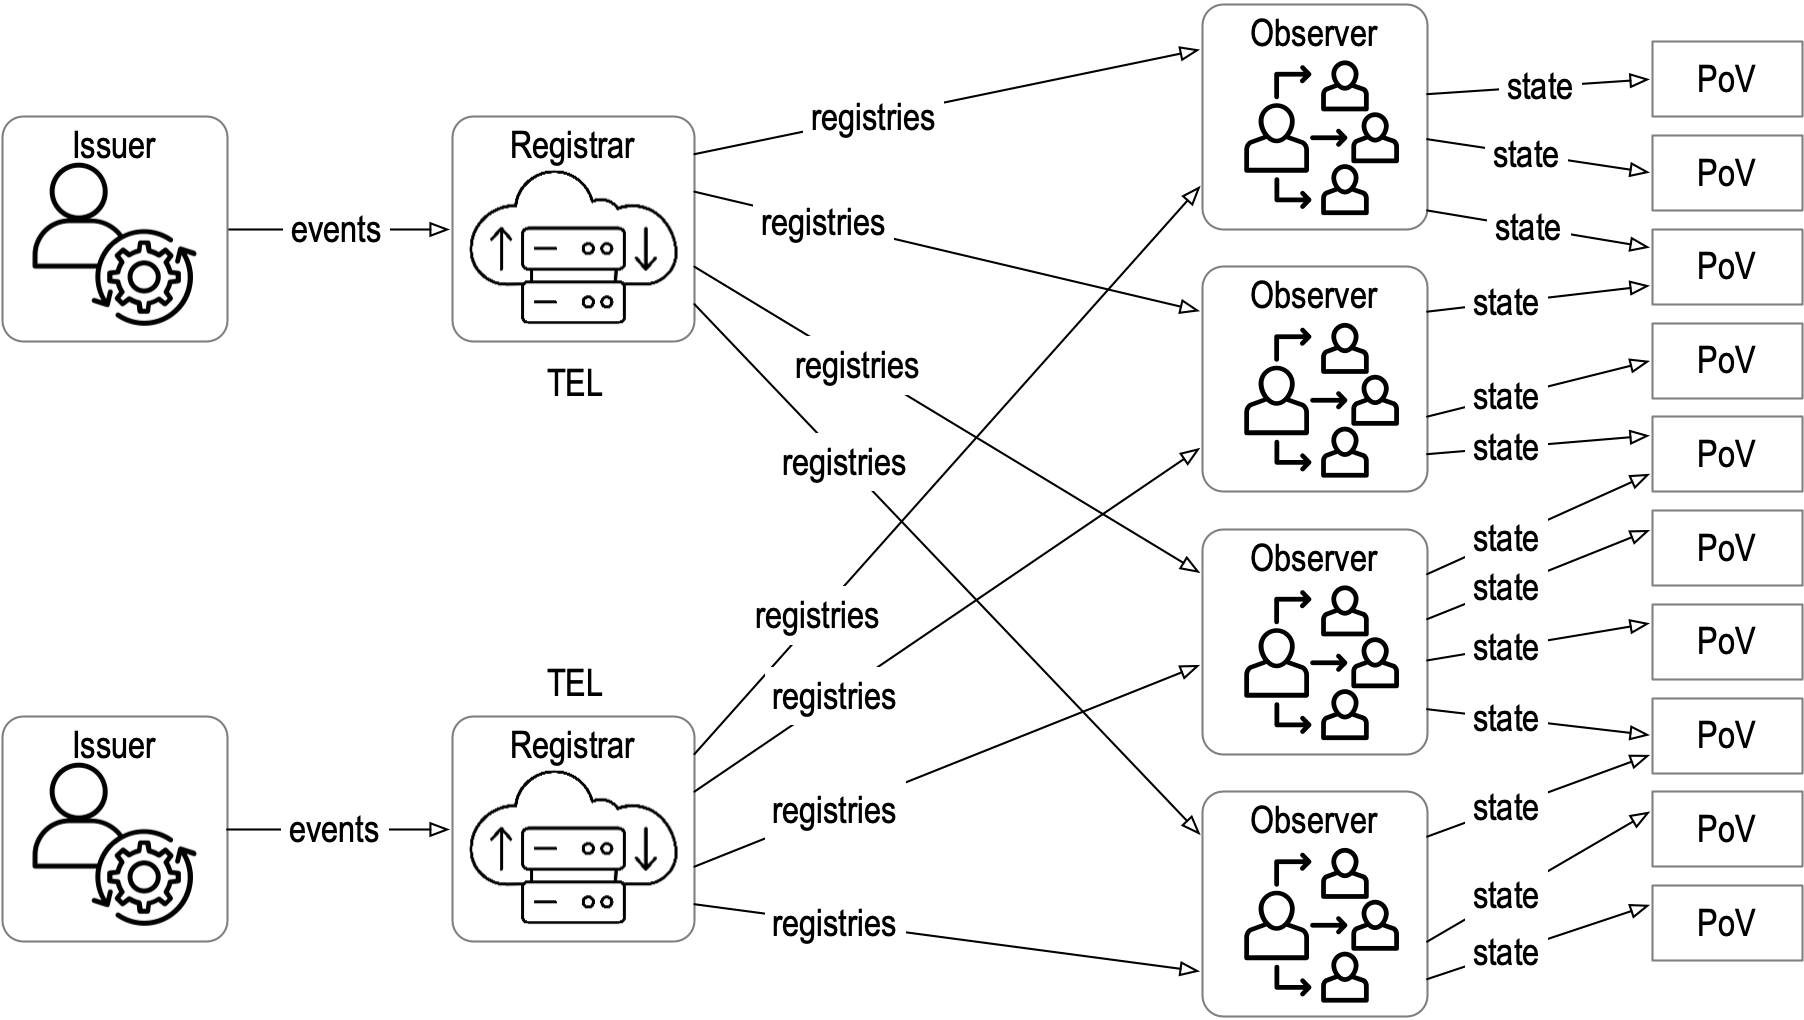 Issuer
events
Registrar
TEL
registries
registries
registries
registries
Issuer
events
TEL
Registrar
registries
registries
registries
registries
Observer
state
state
state
Observer
state
state
state
Observer
state
state
state
state
Observer
state
state
state
PoV
PoV
PoV
PoV
PoV
PoV
PoV
PoV
PoV
PoV